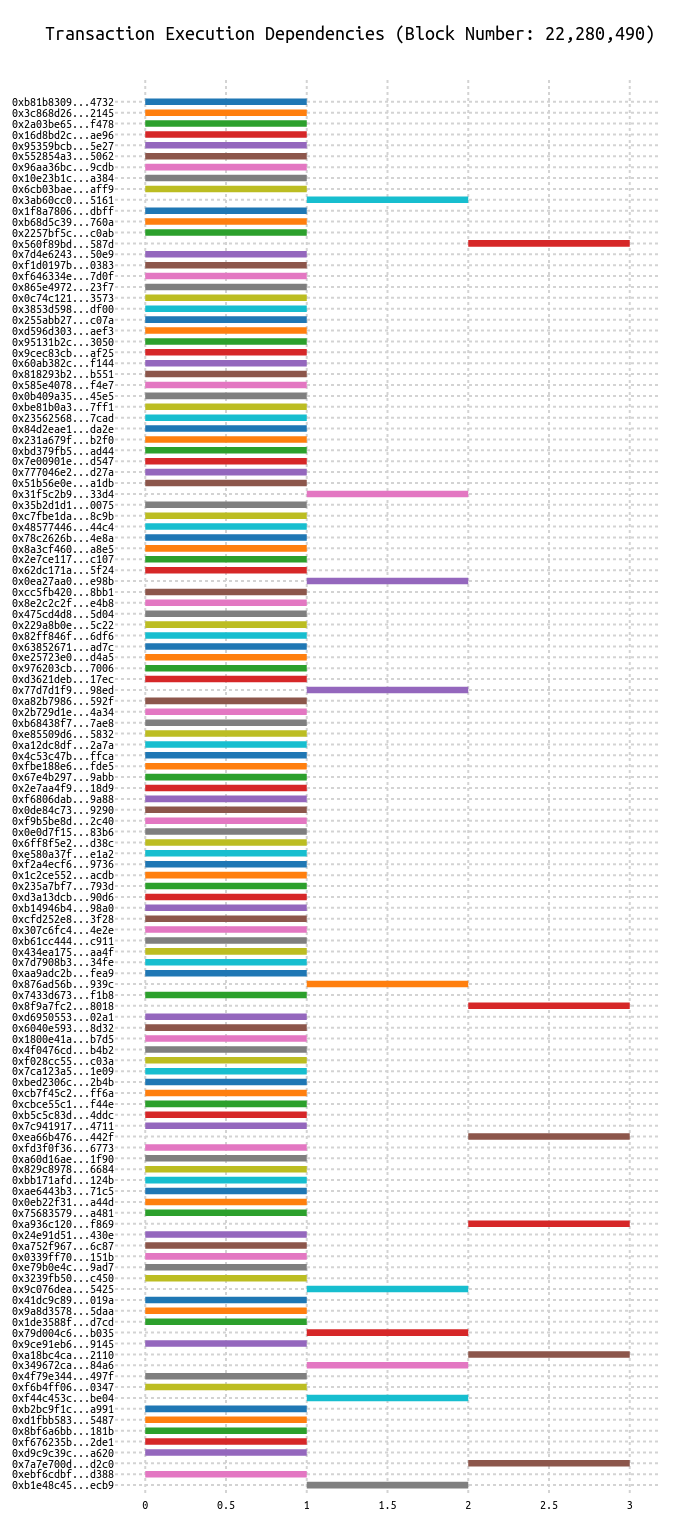 Transaction Execution Dependencies (Block Number: 22,280,490)
0xb81b8309...4732
0x3c868d26...2145
0x2a03be65...f478
0x16d8bd2c...ae96
0x95359bcb...5e27
0x552854a3...5062
0x96aa36bc...9cdb
0x10e23b1c...a384
0x6cb03bae...aff9
0x3ab60cc0...5161
0x1f8a7806...dbff
0xb68d5c39...760a
0x2257bf5c...c0ab
0x560f89bd...587d
0x7d4e6243...50e9
0xf1d0197b...0383
0xf646334e...7d0f
0x865e4972...23f7
0x0c74c121...3573
0x3853d598...df00
0x255abb27...c07a
0xd596d303...aef3
0x95131b2c...3050
0x9cec83cb...af25
0x60ab382c...f144
0x818293b2...b551
0x585e4078...f4e7
0x0b409a35...45e5
0xbe81b0a3...7ff1
0x23562568...7cad
0x84d2eae1...da2e
0x231a679f...b2f0
0xbd379fb5...ad44
0x7e00901e...d547
0x777046e2...d27a
0x51b56e0e...a1db
0x31f5c2b9...33d4
0x35b2d1d1...0075
0xc7fbe1da...8c9b
0x48577446...44c4
0x78c2626b...4e8a
0x8a3cf460...a8e5
0x2e7ce117...c107
0x62dc171a...5f24
0x0ea27aa0...e98b
0xcc5fb420...8bb1
0x8e2c2c2f...e4b8
0x475cd4d8...5d04
0x229a8b0e...5c22
0x82ff846f...6df6
0x63852671...ad7c
0xe25723e0...d4a5
0x976203cb...7006
0xd3621deb...17ec
0x77d7d1f9...98ed
0xa82b7986...592f
0x2b729d1e...4a34
0xb68438f7...7ae8
0xe85509d6...5832
0xa12dc8df...2a7a
0x4c53c47b...ffca
0xfbe188e6...fde5
0x67e4b297...9abb
0x2e7aa4f9...18d9
0xf6806dab...9a88
0x0de84c73...9290
0xf9b5be8d...2c40
0x0e0d7f15...83b6
0x6ff8f5e2...d38c
0xe580a37f...e1a2
0xf2a4ecf6...9736
0x1c2ce552...acdb
0x235a7bf7...793d
0xd3a13dcb...90d6
0xb14946b4...98a0
0xcfd252e8...3f28
0x307c6fc4...4e2e
0xb61cc444...c911
0x434ea175...aa4f
0x7d7908b3...34fe
0xaa9adc2b...fea9
0x876ad56b...939c
0x7433d673...f1b8
0x8f9a7fc2...8018
0xd6950553...02a1
0x6040e593...8d32
0x1800e41a...b7d5
0x4f0476cd...b4b2
0xf028cc55...c03a
0x7ca123a5...1e09
0xbed2306c...2b4b
0xcb7f45c2...ff6a
0xcbce55c1...f44e
0xb5c5c83d...4ddc
0x7c941917...4711
0xea66b476...442f
0xfd3f0f36...6773
0xa60d16ae...1f90
0x829c8978...6684
0xbb171afd...124b
0xae6443b3...71c5
0x0eb22f31...a44d
0x75683579...a481
0xa936c120...f869
0x24e91d51...430e
0xa752f967...6c87
0x0339ff70...151b
0xe79b0e4c...9ad7
0x3239fb50...c450
0x9c076dea...5425
0x41dc9c89...019a
0x9a8d3578...5daa
0x1de3588f...d7cd
0x79d004c6...b035
0x9ce91eb6...9145
0xa18bc4ca...2110
0x349672ca...84a6
0x4f79e344...497f
0xf6b4ff06...0347
0xf44c453c...be04
0xb2bc9f1c...a991
0xd1fbb583...5487
0x8bf6a6bb...181b
0xf676235b...2de1
0xd9c9c39c...a620
0x7a7e700d...d2c0
0xebf6cdbf...d388
0xb1e48c45...ecb9
0 0.5 1 1.5 2 2.5 3